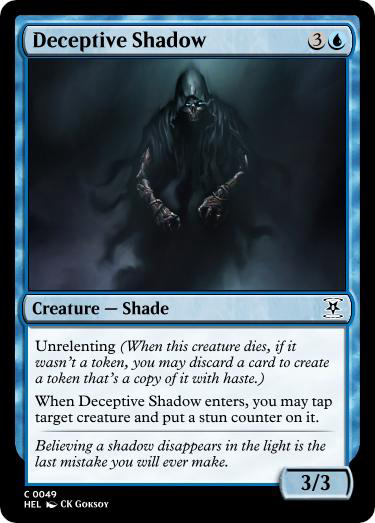 Deceptive Shadow 3
Creature — Shade
Unrelenting (When this creature dies, if it
wasn't a token, you may discard a card to create
a token that's a copy of it with haste.)
When Deceptive Shadow enters, you may tap
target creature and put a stun counter on it.
Believing a shadow disappears in the light is the
last mistake you will ever make.
3/3
C 0049
HEL CK GOKSOY